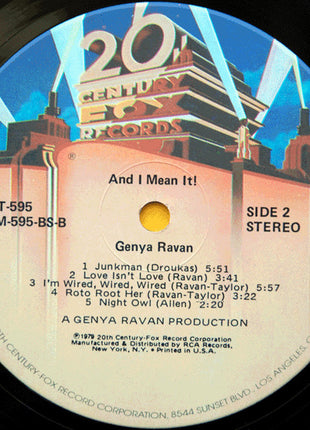 20th
CENTURY
FOX
RECORDS
®
And I Mean It!
T-595
M-595-BS-B
SIDE 2
STEREO
Genya Ravan
1 Junkman (Droukas) 5:51
2 Love Isn't Love (Ravan) 3:41
3 I'm Wired, Wired, Wired (Ravan-Taylor) 5:57
4 Roto Root Her (Ravan-Taylor) 3:22
5 Night Owl (Allen) 2:20
A GENYA RAVAN PRODUCTION
℗ 1979 20th Century-Fox Record Corporation
Manufactured & Distributed by RCA Records,
New York, N.Y. • Printed in U.S.A.
CENTURY-FOX RECORD CORPORATION, 8544 SUNSET BLVD., LOS ANGELES, C